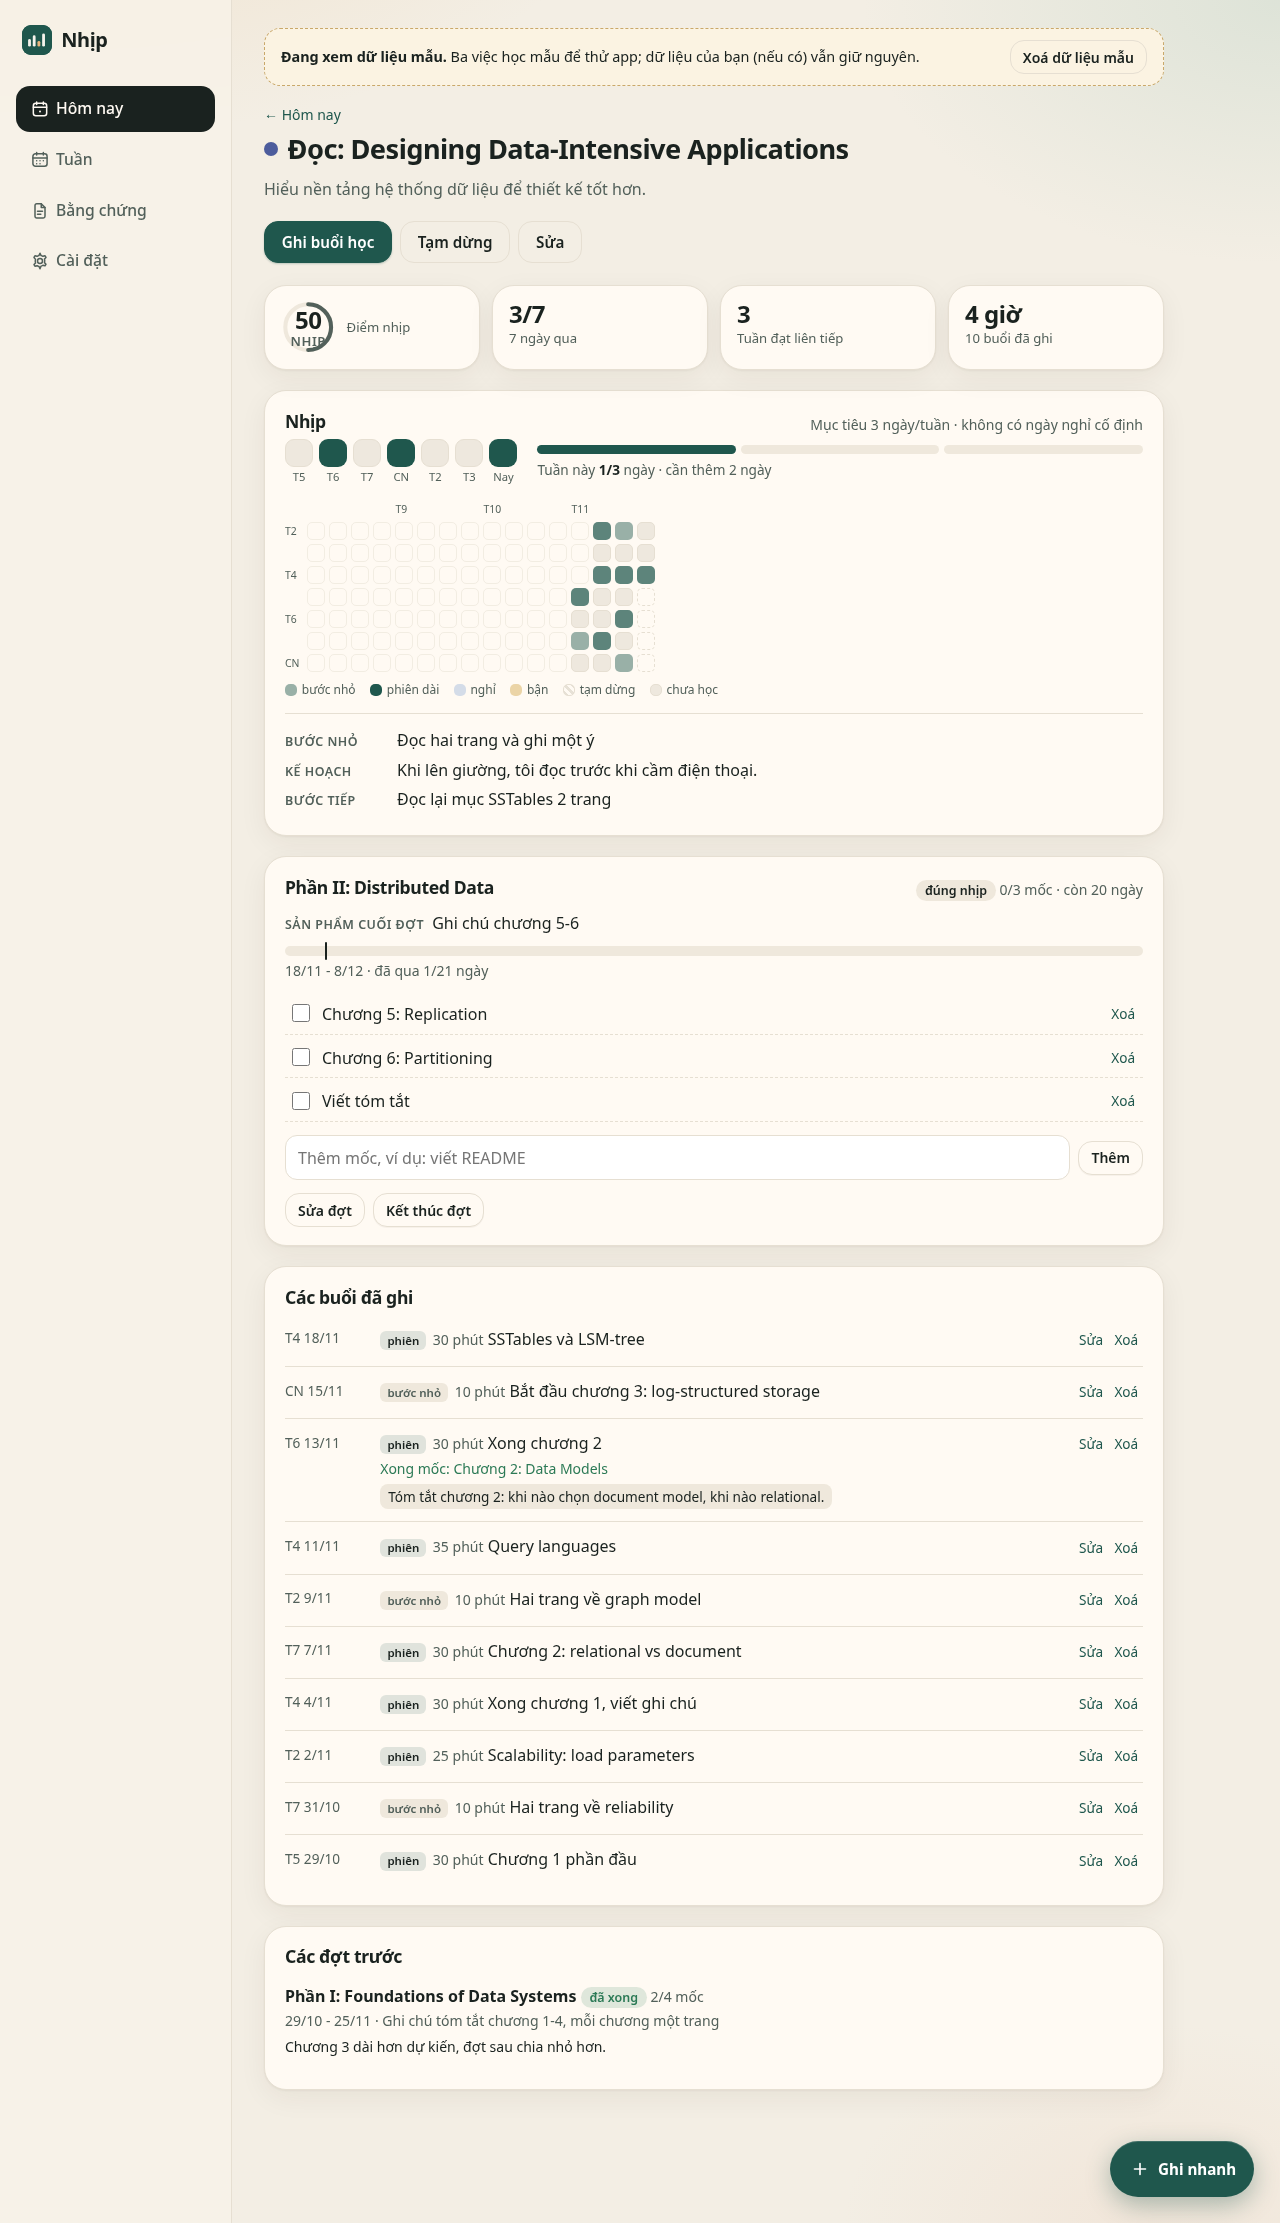 Nhịp
Hôm nay
Tuần
Bằng chứng
Cài đặt
Đang xem dữ liệu mẫu. Ba việc học mẫu để thử app; dữ liệu của bạn (nếu có) vẫn giữ nguyên.
Xoá dữ liệu mẫu
← Hôm nay
Đọc: Designing Data-Intensive Applications
Hiểu nền tảng hệ thống dữ liệu để thiết kế tốt hơn.
Ghi buổi học
Tạm dừng
Sửa
50
NHỊP
Điểm nhịp
3/7
7 ngày qua
3
Tuần đạt liên tiếp
4 giờ
10 buổi đã ghi
Nhịp
Mục tiêu 3 ngày/tuần · không có ngày nghỉ cố định
T5 T6 T7 CN T2 T3 Nay
Tuần này 1/3 ngày · cần thêm 2 ngày
T9 T10 T11
T2
T4
T6
CN
bước nhỏ phiên dài nghỉ bận tạm dừng chưa học
BƯỚC NHỎ Đọc hai trang và ghi một ý
KẾ HOẠCH Khi lên giường, tôi đọc trước khi cầm điện thoại.
BƯỚC TIẾP Đọc lại mục SSTables 2 trang
Phần II: Distributed Data
đúng nhịp 0/3 mốc · còn 20 ngày
SẢN PHẨM CUỐI ĐỢT Ghi chú chương 5-6
18/11 - 8/12 · đã qua 1/21 ngày
Chương 5: Replication Xoá
Chương 6: Partitioning Xoá
Viết tóm tắt Xoá
Thêm mốc, ví dụ: viết README Thêm
Sửa đợt Kết thúc đợt
Các buổi đã ghi
T4 18/11 phiên 30 phút SSTables và LSM-tree Sửa Xoá
CN 15/11 bước nhỏ 10 phút Bắt đầu chương 3: log-structured storage Sửa Xoá
T6 13/11 phiên 30 phút Xong chương 2 Sửa Xoá
Xong mốc: Chương 2: Data Models
Tóm tắt chương 2: khi nào chọn document model, khi nào relational.
T4 11/11 phiên 35 phút Query languages Sửa Xoá
T2 9/11 bước nhỏ 10 phút Hai trang về graph model Sửa Xoá
T7 7/11 phiên 30 phút Chương 2: relational vs document Sửa Xoá
T4 4/11 phiên 30 phút Xong chương 1, viết ghi chú Sửa Xoá
T2 2/11 phiên 25 phút Scalability: load parameters Sửa Xoá
T7 31/10 bước nhỏ 10 phút Hai trang về reliability Sửa Xoá
T5 29/10 phiên 30 phút Chương 1 phần đầu Sửa Xoá
Các đợt trước
Phần I: Foundations of Data Systems đã xong 2/4 mốc
29/10 - 25/11 · Ghi chú tóm tắt chương 1-4, mỗi chương một trang
Chương 3 dài hơn dự kiến, đợt sau chia nhỏ hơn.
Ghi nhanh